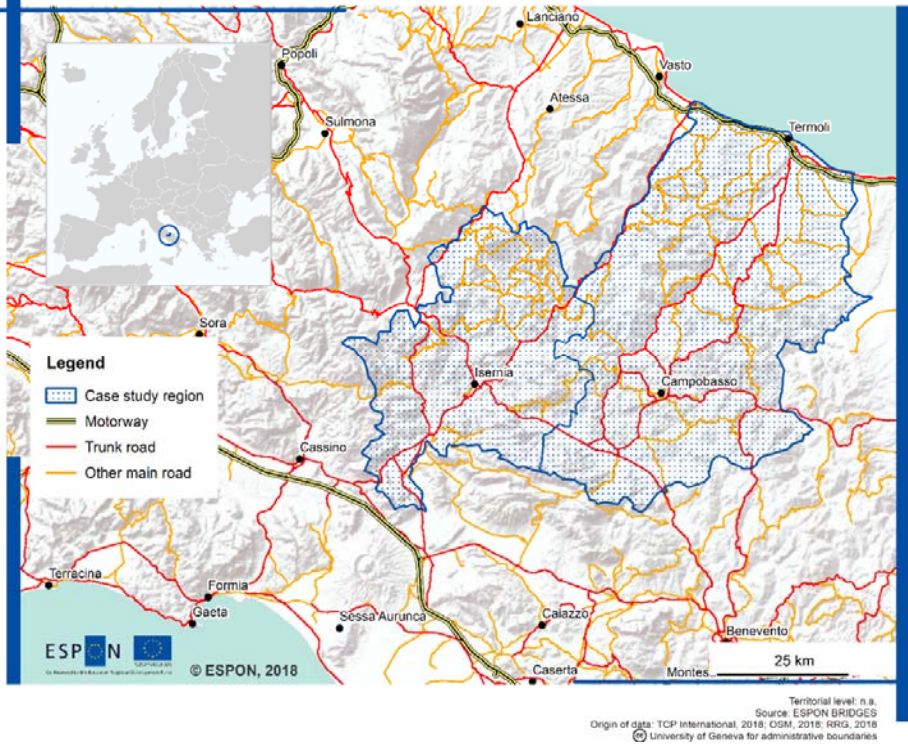 Lanciano
Popoli
Vasto
Atessa
Sulmona
Termoli
Sora
Legend
Case study region
Motorway
Trunk road
Other main road
Isernia
Campobasso
Cassino
Terracina
Formia
Gaeta
Sessa Aurunca
Caiazzo
Benevento
ESPON
© ESPON, 2018
Caserta
Montes
25 km
Territorial level: n.a.
Source: ESPON BRIDGES
Origin of data: TCP International, 2018; OSM, 2018; RRG, 2018
cc University of Geneva for administrative boundaries